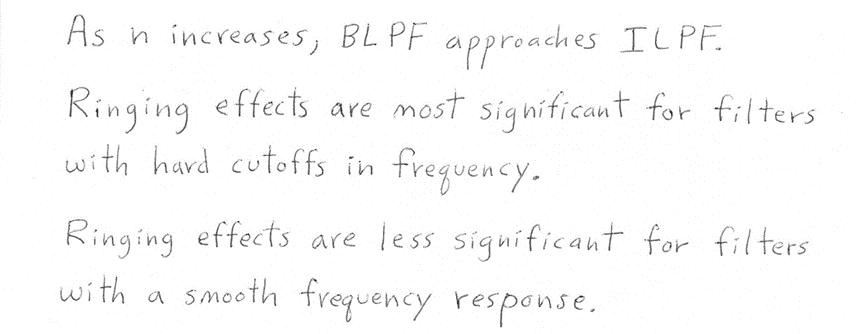 As n increases, BLPF approaches ILPF.
Ringing effects are most significant for filters
with hard cutoffs in frequency.
Ringing effects are less significant for filters
with a smooth frequency response.